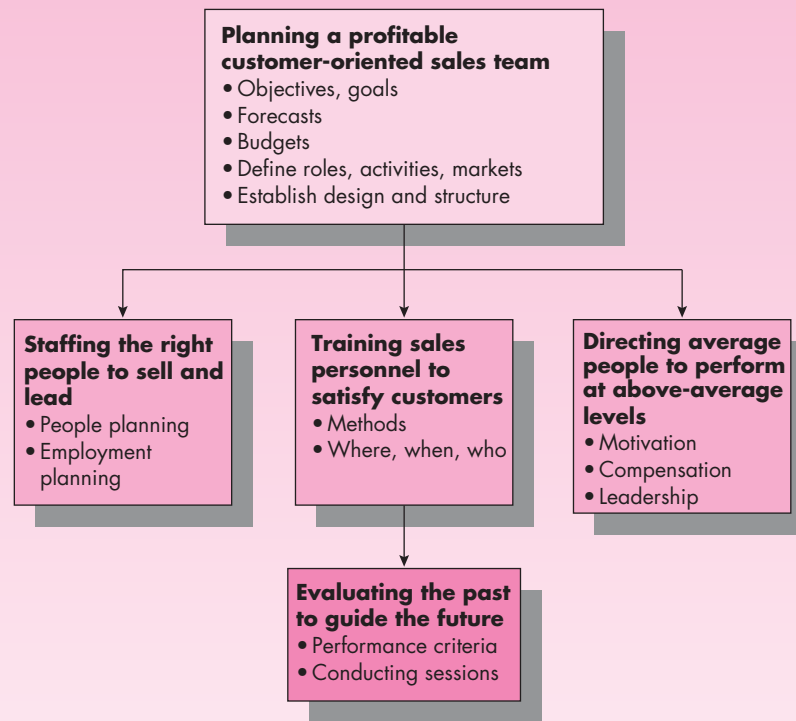 Planning a profitable
customer-oriented sales team
• Objectives, goals
• Forecasts
• Budgets
• Define roles, activities, markets
• Establish design and structure
Staffing the right
people to sell and
lead
• People planning
• Employment
planning
Training sales
personnel to
satisfy customers
• Methods
• Where, when, who
Directing average
people to perform
at above-average
levels
• Motivation
• Compensation
• Leadership
Evaluating the past
to guide the future
• Performance criteria
• Conducting sessions